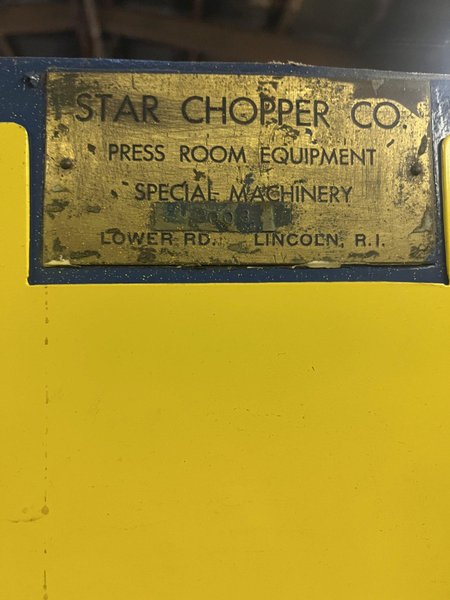 STAR CHOPPER CO.
PRESS ROOM EQUIPMENT
SPECIAL MACHINERY
LOWER RD. LINCOLN, R.I.